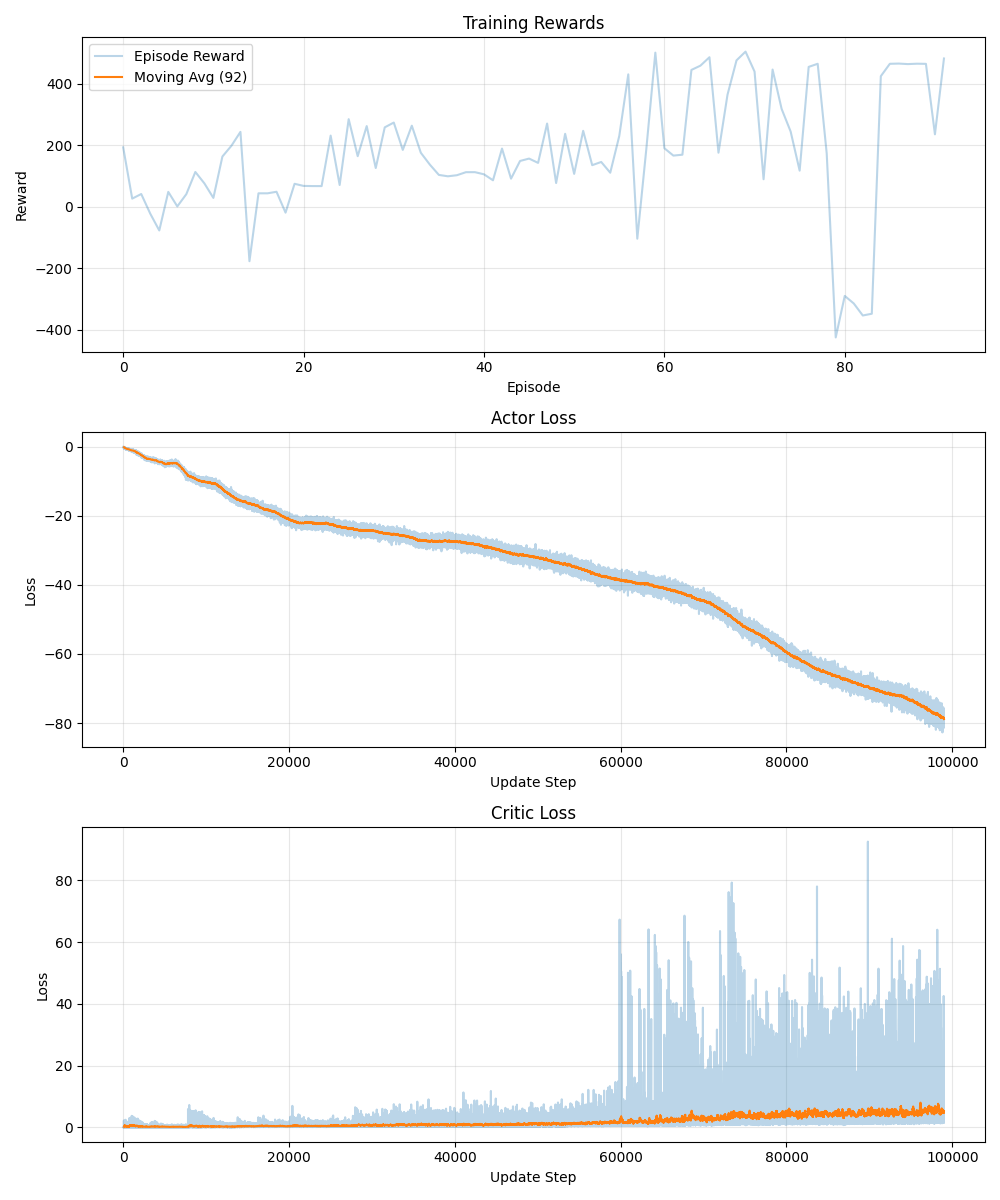 Training Rewards
Episode Reward
Moving Avg (92)
400
200
0
−200
−400
Reward
0 20 40 60 80
Episode
Actor Loss
0
−20
−40
−60
−80
Loss
0 20000 40000 60000 80000 100000
Update Step
Critic Loss
80
60
40
20
0
Loss
0 20000 40000 60000 80000 100000
Update Step